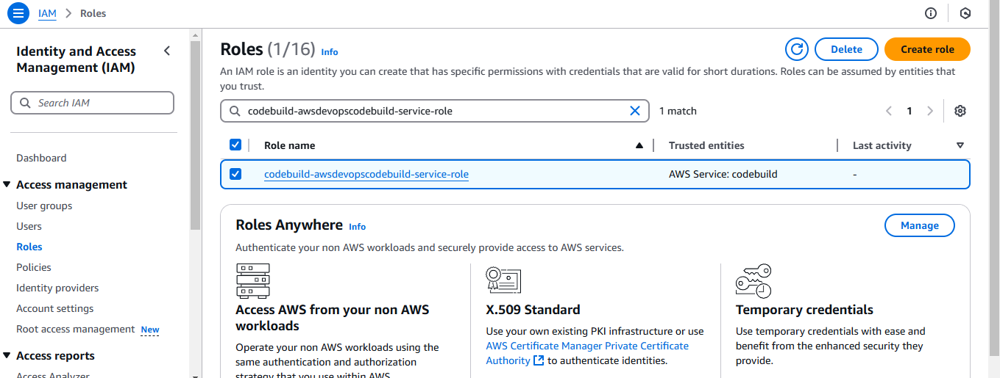 IAM > Roles
Identity and Access
Management (IAM)
Search IAM
Dashboard
Access management
User groups
Users
Roles
Policies
Identity providers
Account settings
Root access management New
Access reports
Access Analyzer
Roles (1/16) Info
Delete
Create role
An IAM role is an identity you can create that has specific permissions with credentials that are valid for short durations. Roles can be assumed by entities that
you trust.
codebuild-awsdevopscodebuild-service-role
1 match
1
Role name
Trusted entities
Last activity
codebuild-awsdevopscodebuild-service-role
AWS Service: codebuild
-
Roles Anywhere Info
Manage
Authenticate your non AWS workloads and securely provide access to AWS services.
Access AWS from your non AWS
workloads
Operate your non AWS workloads using the
same authentication and authorization
strategy that you use within AWS.
X.509 Standard
Use your own existing PKI infrastructure or use
AWS Certificate Manager Private Certificate
Authority to authenticate identities.
Temporary credentials
Use temporary credentials with ease and
benefit from the enhanced security they
provide.